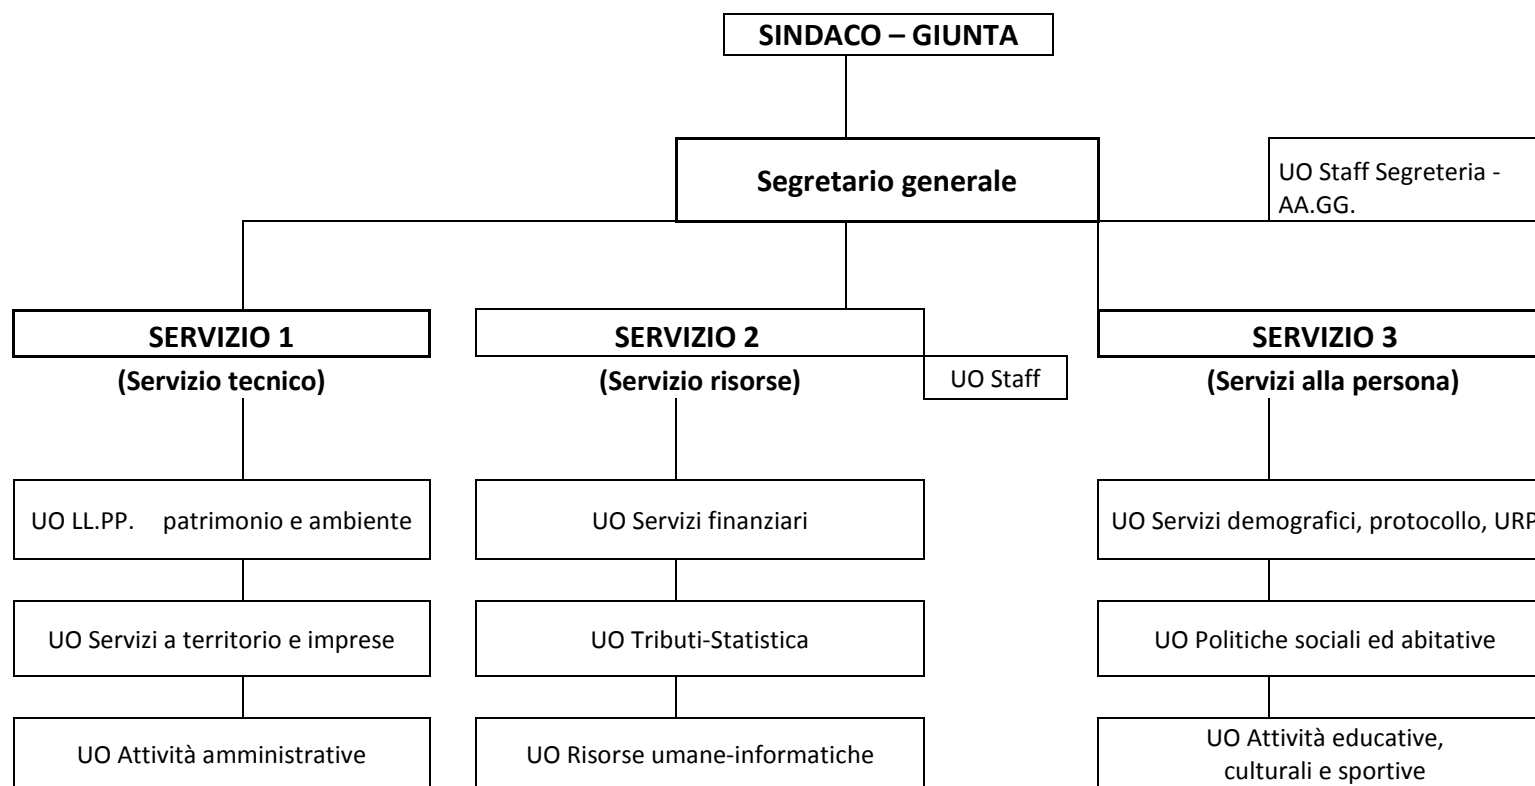 SINDACO – GIUNTA
Segretario generale
UO Staff Segreteria -
AA.GG.
SERVIZIO 1
(Servizio tecnico)
SERVIZIO 2
(Servizio risorse)
UO Staff
SERVIZIO 3
(Servizi alla persona)
UO LL.PP. patrimonio e ambiente
UO Servizi finanziari
UO Servizi demografici, protocollo, URP
UO Servizi a territorio e imprese
UO Tributi-Statistica
UO Politiche sociali ed abitative
UO Attività amministrative
UO Risorse umane-informatiche
UO Attività educative,
culturali e sportive